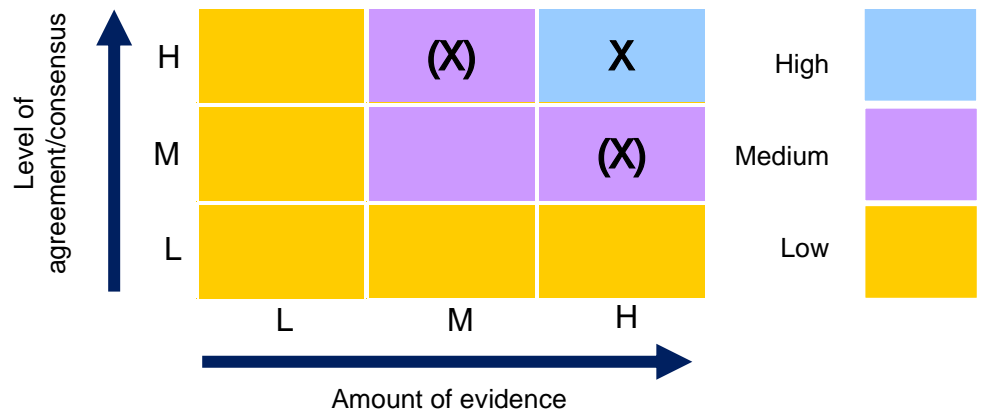 Level of
agreement/consensus
H
(X)
X
High
M
(X)
Medium
L
Low
L
M
H
Amount of evidence